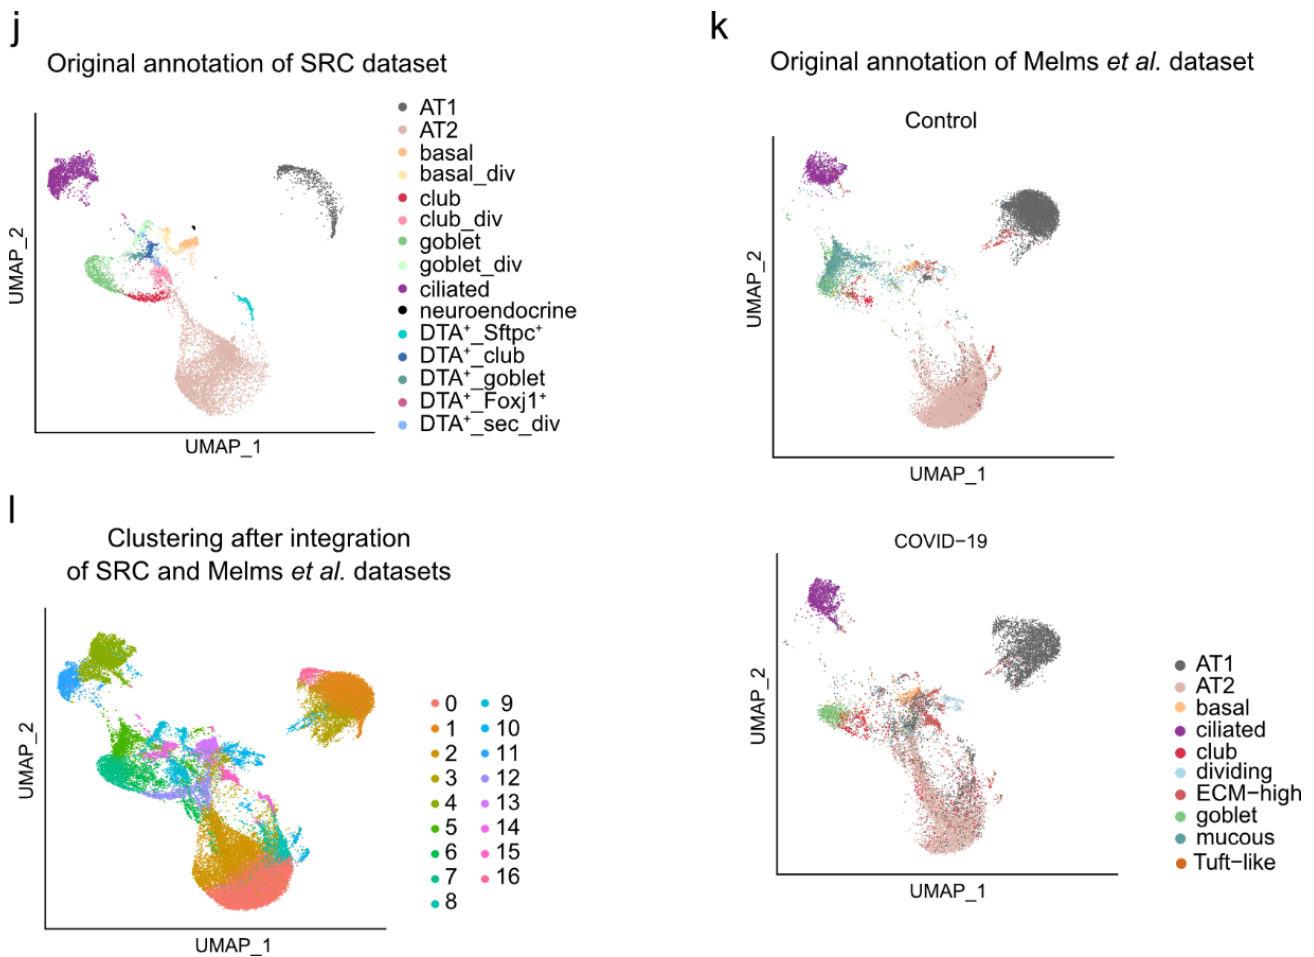 j
Original annotation of SRC dataset
UMAP_2
UMAP_1
AT1
AT2
basal
basal_div
club
club_div
goblet
goblet_div
ciliated
neuroendocrine
DTA⁺_Sftpc⁺
DTA⁺_club
DTA⁺_goblet
DTA⁺_Foxj1⁺
DTA⁺_sec_div
k
Original annotation of Melms et al. dataset
Control
UMAP_2
UMAP_1
COVID−19
UMAP_2
UMAP_1
AT1
AT2
basal
ciliated
club
dividing
ECM−high
goblet
mucous
Tuft−like
l
Clustering after integration
of SRC and Melms et al. datasets
UMAP_2
UMAP_1
0
1
2
3
4
5
6
7
8
9
10
11
12
13
14
15
16